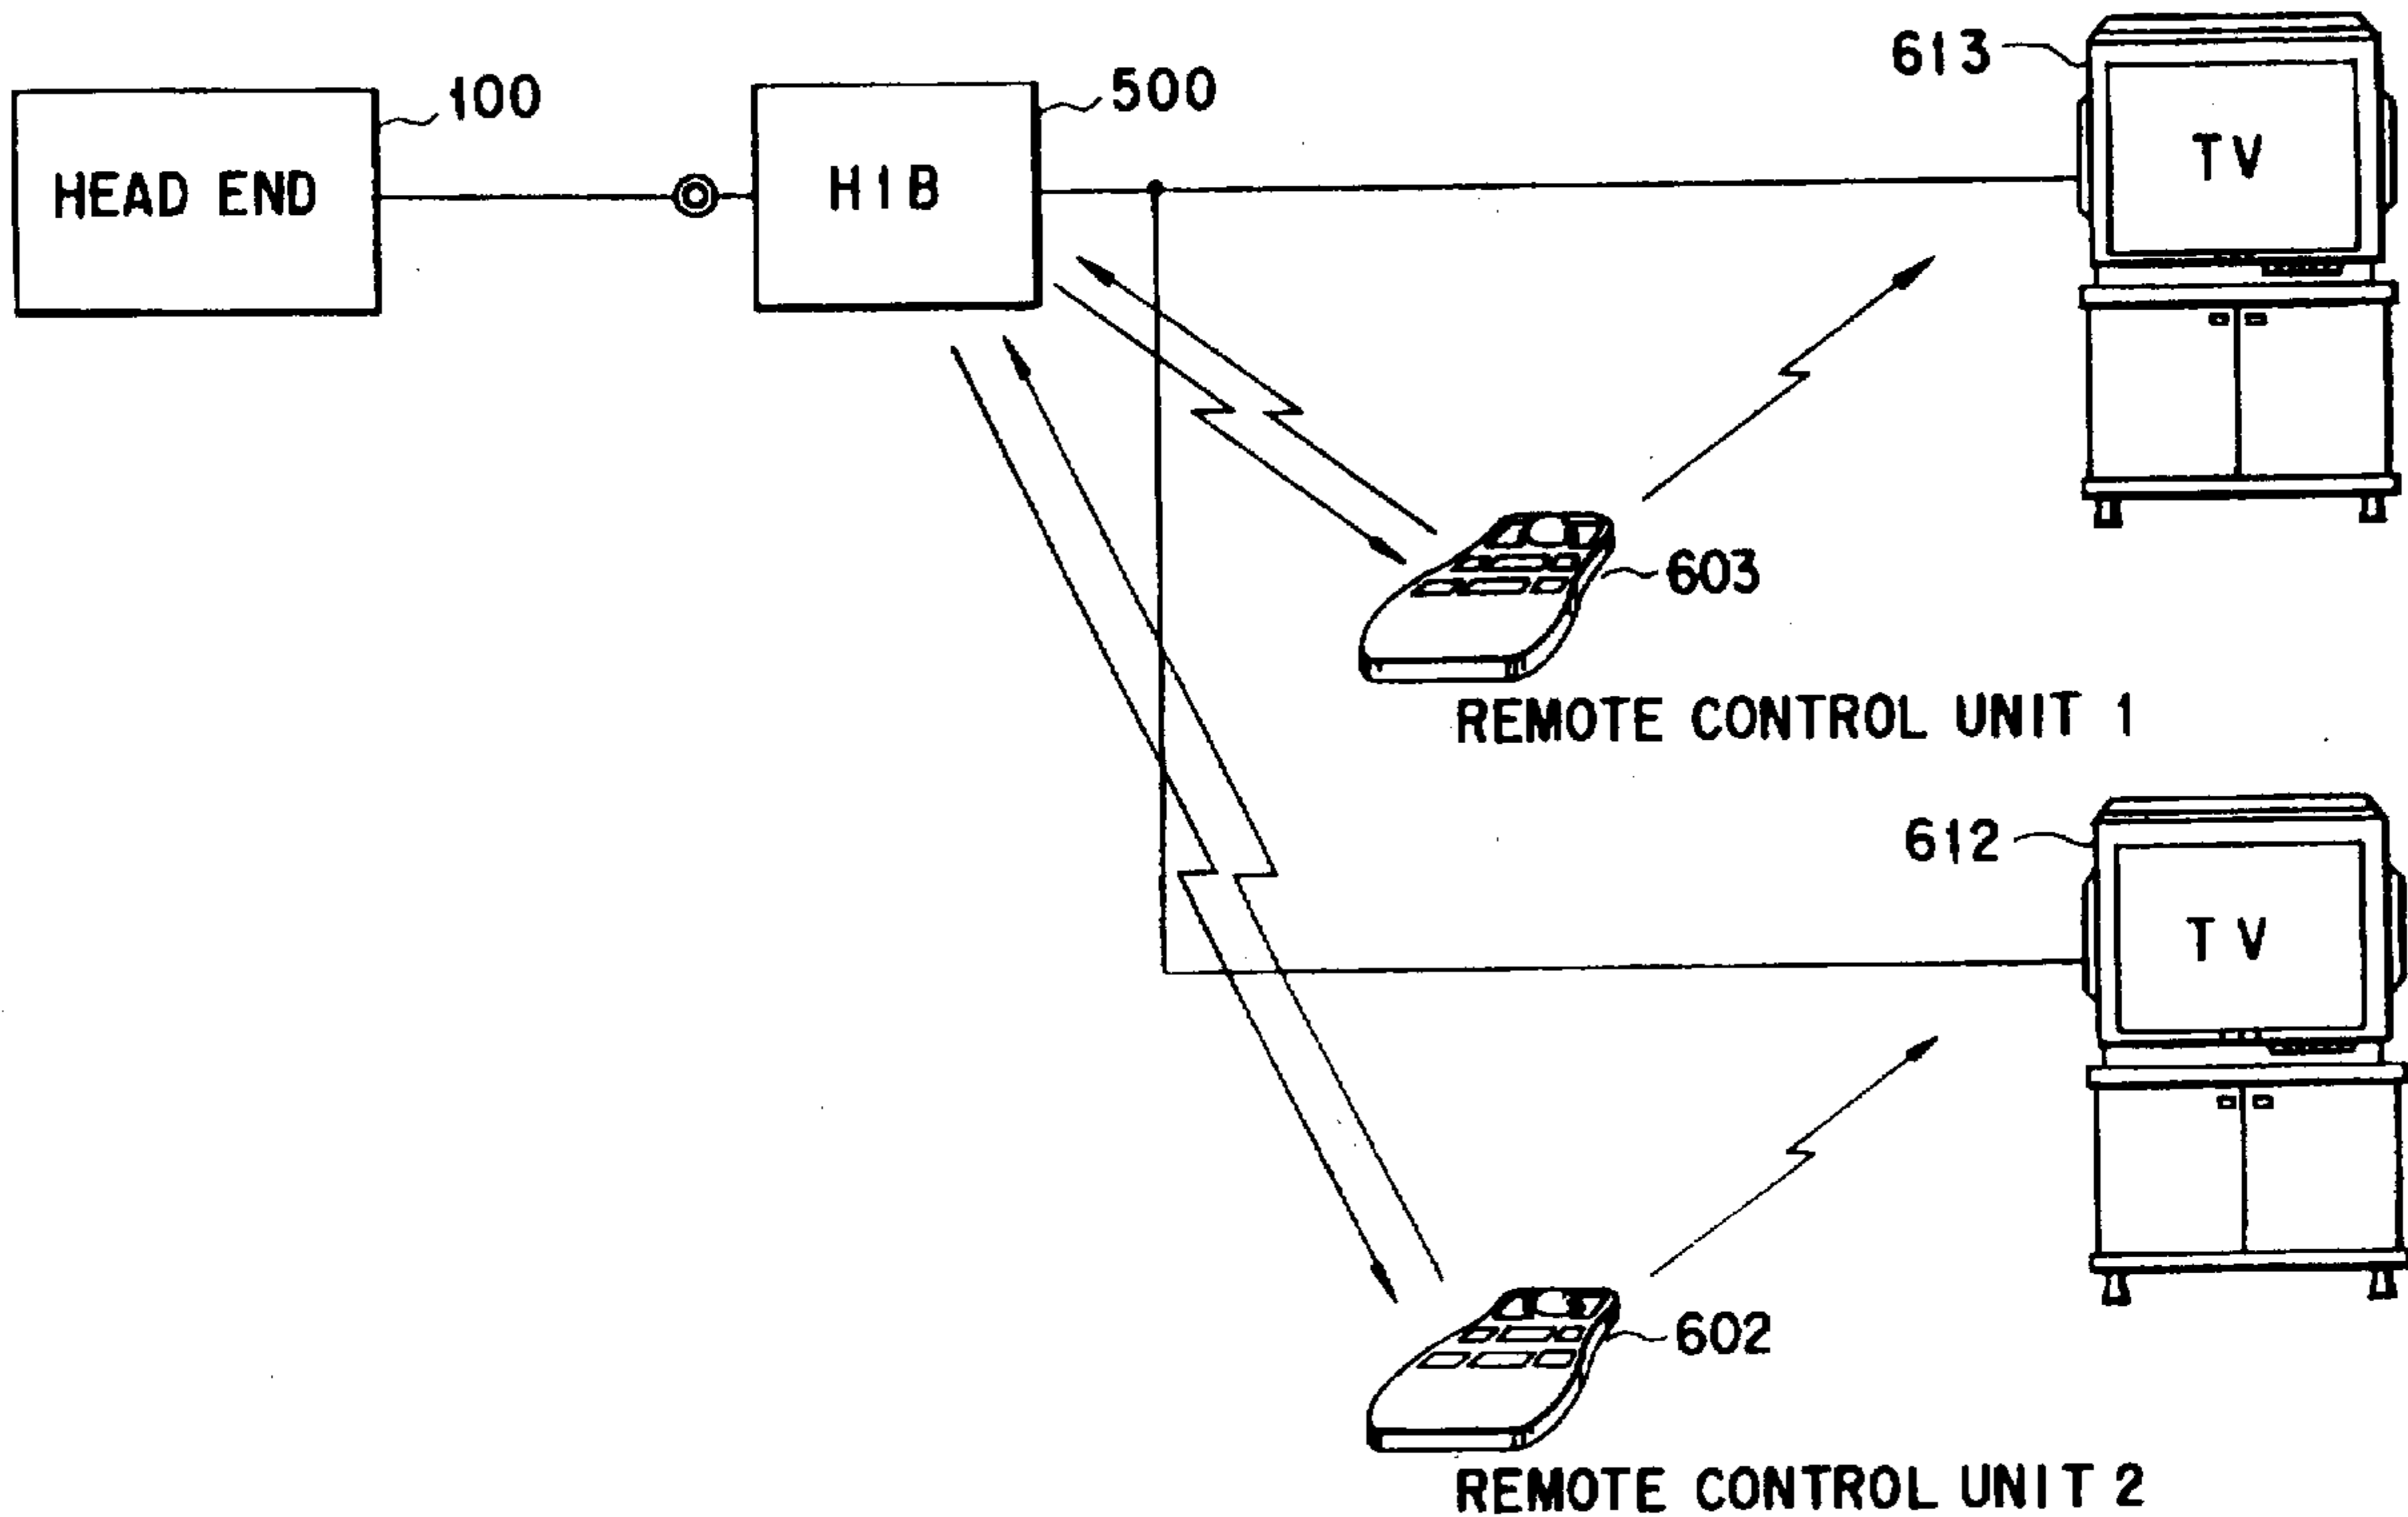 613
100
500
HEAD END
H1B
TV
603
REMOTE CONTROL UNIT 1
612
TV
602
REMOTE CONTROL UNIT 2